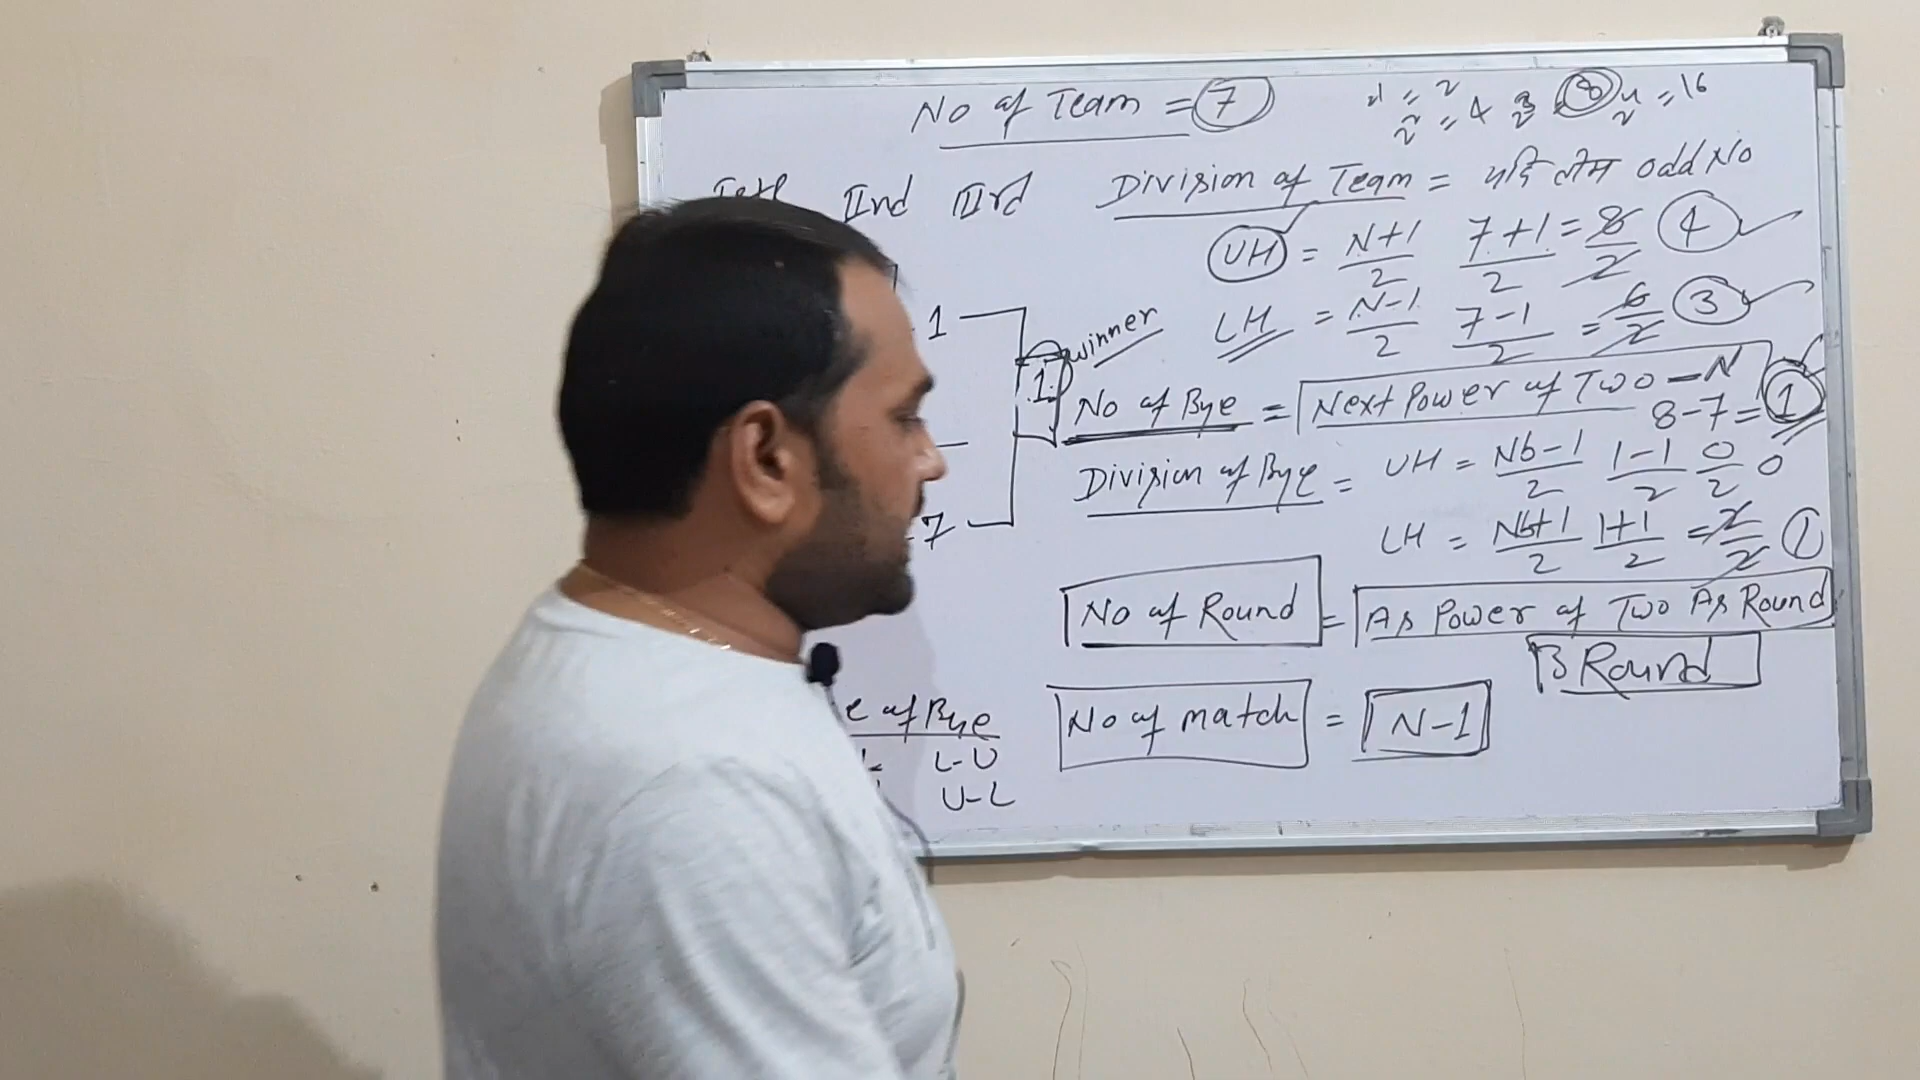 No of Team = 7
2¹ = 2
2² = 4 2³ 8 2⁴ = 16
IInd IIIrd
Division of Team = यदि टीम odd No
UH = N+1/2 7+1/2 = 8/2 4
LH = N-1/2 7-1/2 = 6/2 3
1
winner
1
No of Bye = Next Power of Two - N
8-7 = 1
Division of Bye = UH = Nb-1/2 1-1/2 0/2 0
LH = Nb+1/2 1+1/2 = 2/2 1
7
No of Round = As Power of Two As Round
3 Round
of Bye
L-U
U-L
No of match = N-1